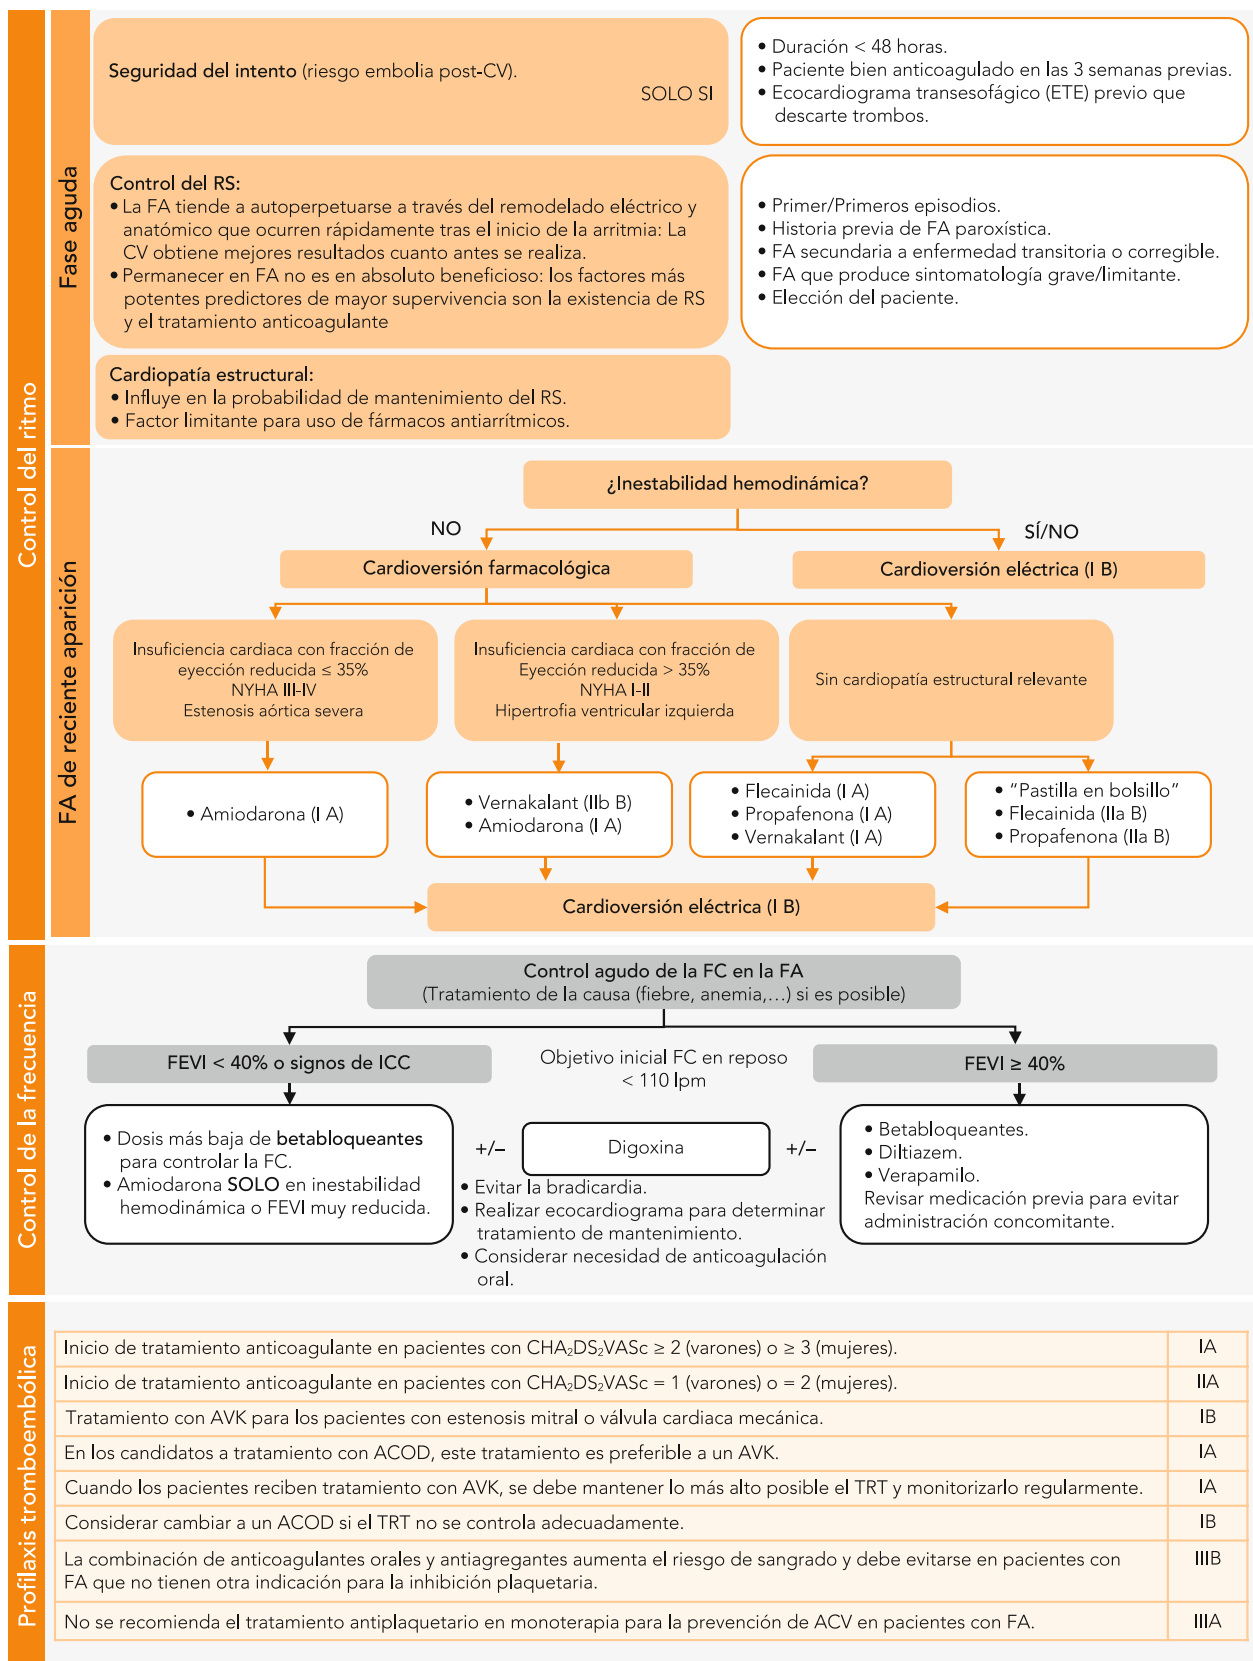 Control del ritmo
Fase aguda
Seguridad del intento (riesgo embolia post-CV).
SOLO SI
• Duración < 48 horas.
• Paciente bien anticoagulado en las 3 semanas previas.
• Ecocardiograma transesofágico (ETE) previo que
descarte trombos.
Control del RS:
• La FA tiende a autoperpetuarse a través del remodelado eléctrico y
anatómico que ocurren rápidamente tras el inicio de la arritmia: La
CV obtiene mejores resultados cuanto antes se realiza.
• Permanecer en FA no es en absoluto beneficioso: los factores más
potentes predictores de mayor supervivencia son la existencia de RS
y el tratamiento anticoagulante
• Primer/Primeros episodios.
• Historia previa de FA paroxística.
• FA secundaria a enfermedad transitoria o corregible.
• FA que produce sintomatología grave/limitante.
• Elección del paciente.
Cardiopatía estructural:
• Influye en la probabilidad de mantenimiento del RS.
• Factor limitante para uso de fármacos antiarrítmicos.
FA de reciente aparición
¿Inestabilidad hemodinámica?
NO
SÍ/NO
Cardioversión farmacológica
Cardioversión eléctrica (I B)
Insuficiencia cardiaca con fracción de
eyección reducida ≤ 35%
NYHA III-IV
Estenosis aórtica severa
Insuficiencia cardiaca con fracción de
Eyección reducida > 35%
NYHA I-II
Hipertrofia ventricular izquierda
Sin cardiopatía estructural relevante
• Amiodarona (I A)
• Vernakalant (IIb B)
• Amiodarona (I A)
• Flecainida (I A)
• Propafenona (I A)
• Vernakalant (I A)
• “Pastilla en bolsillo”
• Flecainida (IIa B)
• Propafenona (IIa B)
Cardioversión eléctrica (I B)
Control de la frecuencia
Control agudo de la FC en la FA
(Tratamiento de la causa (fiebre, anemia,...) si es posible)
FEVI < 40% o signos de ICC
Objetivo inicial FC en reposo
< 110 lpm
FEVI ≥ 40%
• Dosis más baja de betabloqueantes
para controlar la FC.
• Amiodarona SOLO en inestabilidad
hemodinámica o FEVI muy reducida.
+/–
Digoxina
+/–
• Evitar la bradicardia.
• Realizar ecocardiograma para determinar
tratamiento de mantenimiento.
• Considerar necesidad de anticoagulación
oral.
• Betabloqueantes.
• Diltiazem.
• Verapamilo.
Revisar medicación previa para evitar
administración concomitante.
Profilaxis tromboembólica
Inicio de tratamiento anticoagulante en pacientes con CHA₂DS₂VASc ≥ 2 (varones) o ≥ 3 (mujeres). IA
Inicio de tratamiento anticoagulante en pacientes con CHA₂DS₂VASc = 1 (varones) o = 2 (mujeres). IIA
Tratamiento con AVK para los pacientes con estenosis mitral o válvula cardiaca mecánica. IB
En los candidatos a tratamiento con ACOD, este tratamiento es preferible a un AVK. IA
Cuando los pacientes reciben tratamiento con AVK, se debe mantener lo más alto posible el TRT y monitorizarlo regularmente. IA
Considerar cambiar a un ACOD si el TRT no se controla adecuadamente. IB
La combinación de anticoagulantes orales y antiagregantes aumenta el riesgo de sangrado y debe evitarse en pacientes con IIIB
FA que no tienen otra indicación para la inhibición plaquetaria.
No se recomienda el tratamiento antiplaquetario en monoterapia para la prevención de ACV en pacientes con FA. IIIA